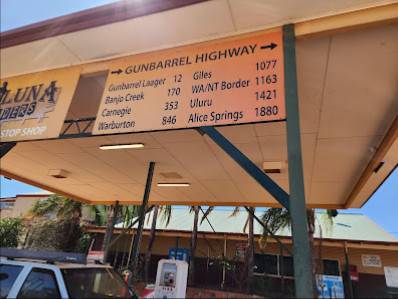 LUNA
PERS
STOP SHOP
GUNBARREL HIGHWAY
Gunbarrel Laager 12
Banjo Creek 170
Carnegie 353
Warburton 846
Giles 1077
WA/NT Border 1163
Uluru 1421
Alice Springs 1880